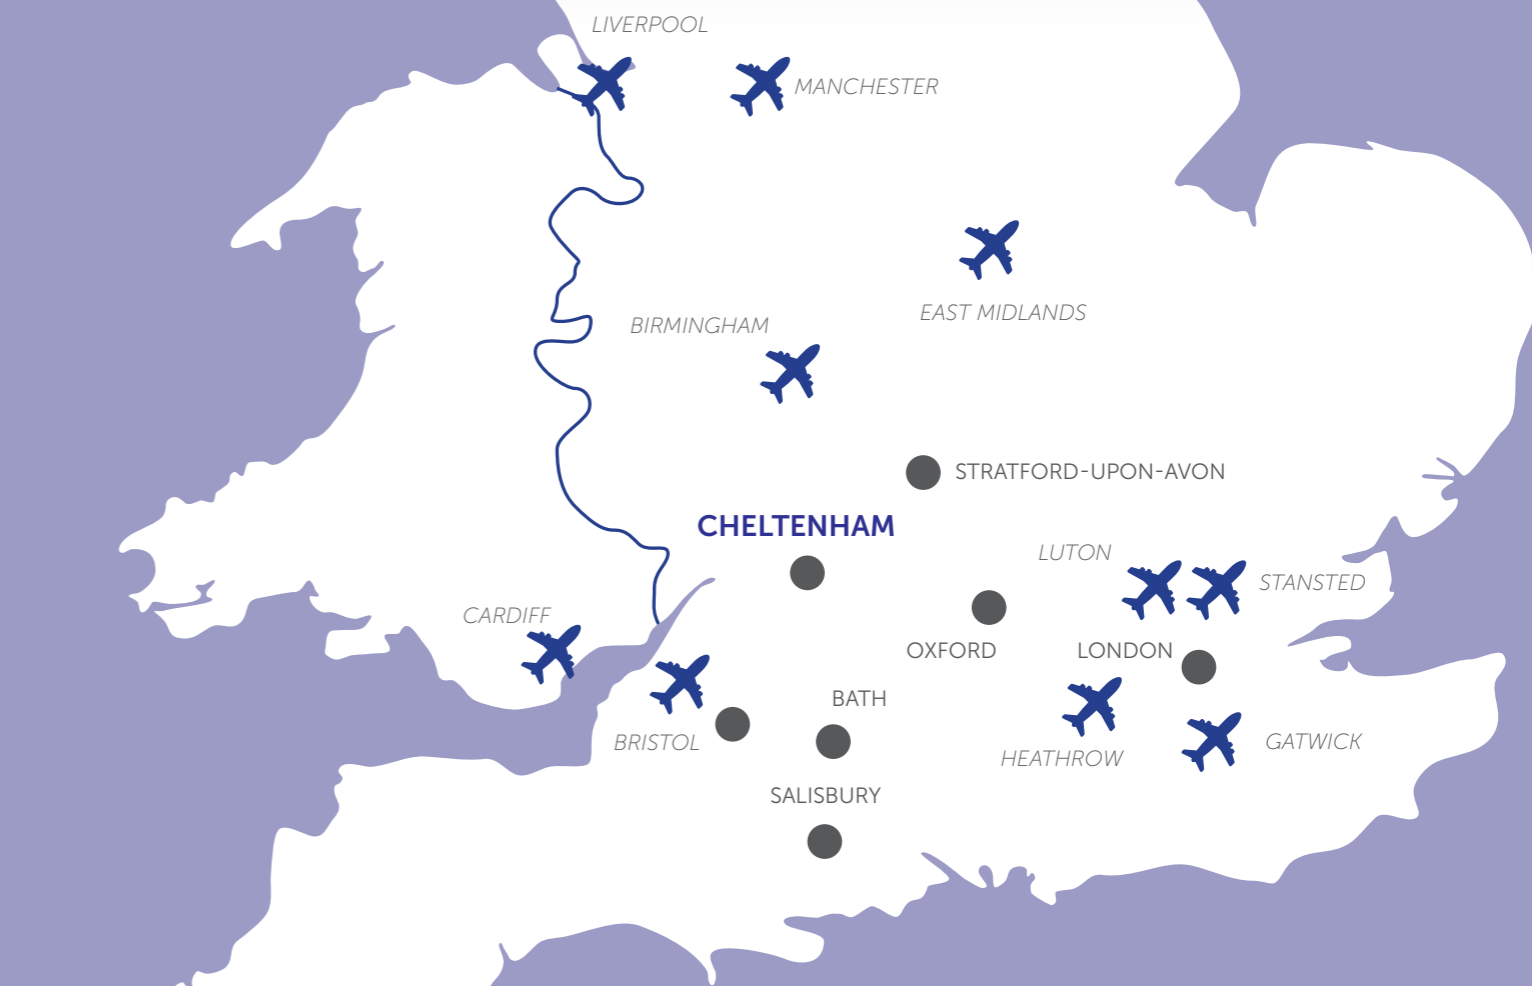 LIVERPOOL
MANCHESTER
EAST MIDLANDS
BIRMINGHAM
STRATFORD-UPON-AVON
CHELTENHAM
LUTON
STANSTED
CARDIFF
OXFORD
LONDON
BATH
BRISTOL
GATWICK
HEATHROW
SALISBURY